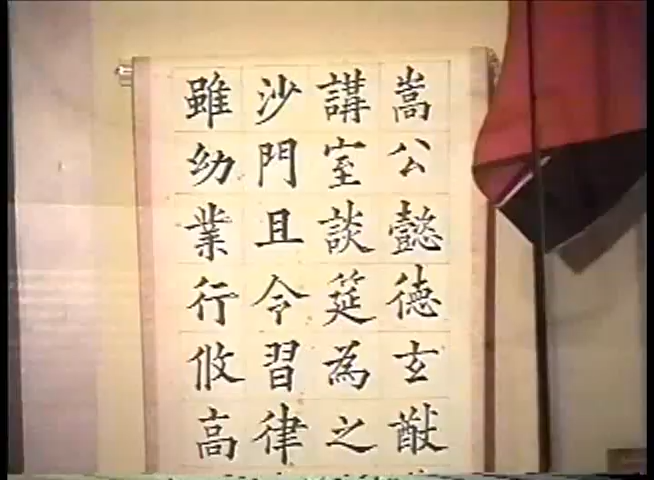 嵩公懿德玄猷
講室談筵為之
沙門且令習律
雖幼業行攸高